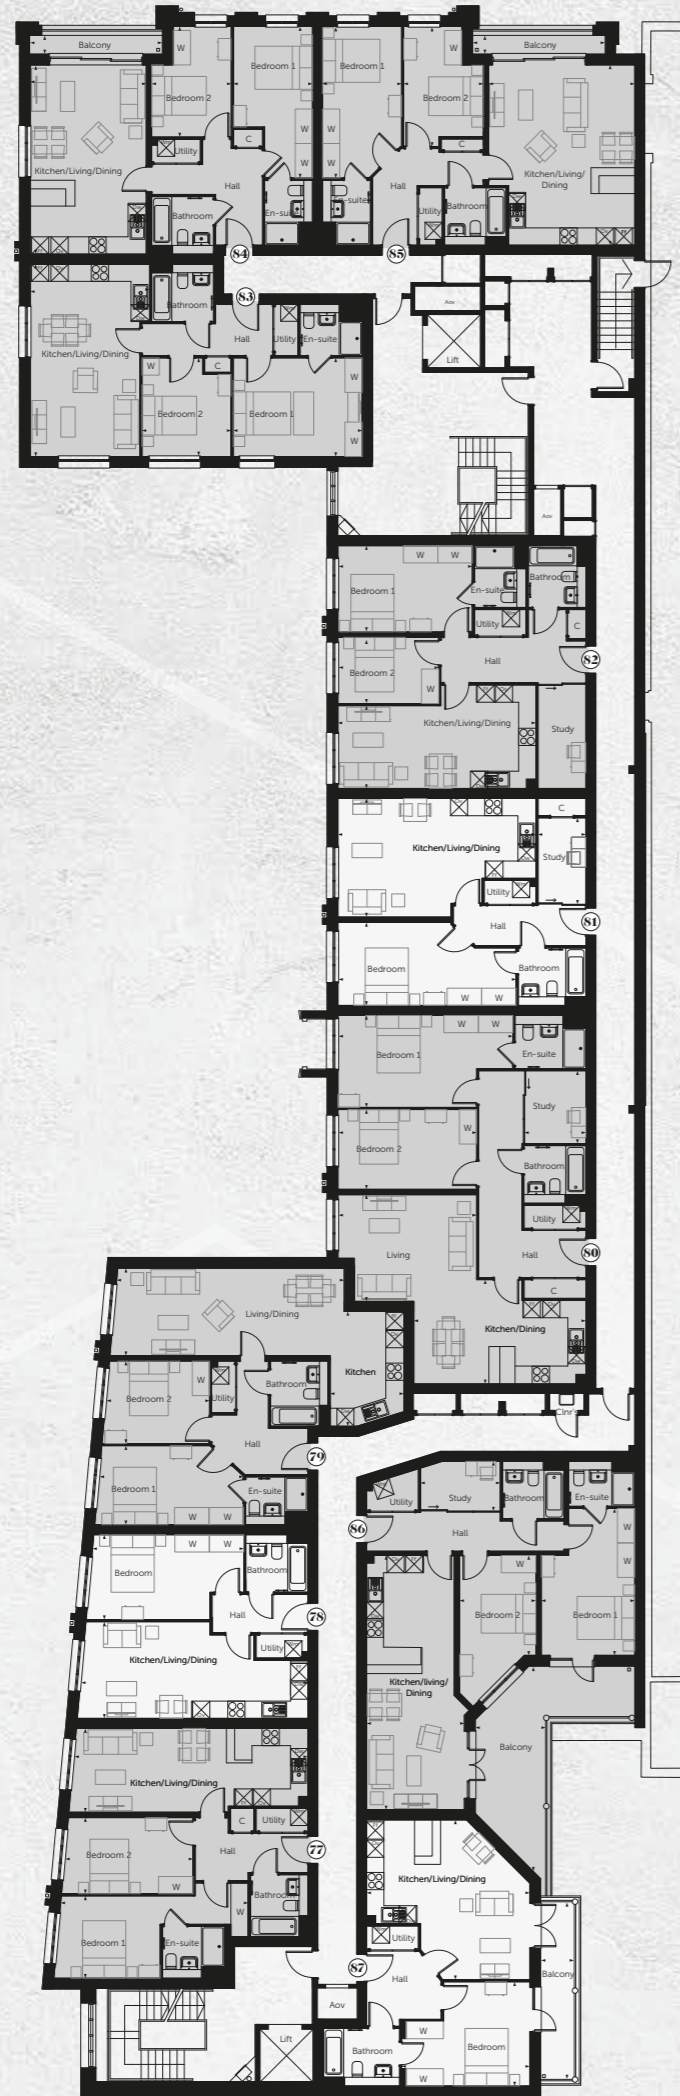 Balcony
Balcony
W
Bedroom 1
Bedroom 1
W
Bedroom 2
Bedroom 2
W
W
W
W
C
C
Utility
Kitchen/Living/Dining
Kitchen/Living/
Dining
Hall
Hall
Bathroom
En-suite
En-suite
Utility
Bathroom
84
85
83
Bathroom
Aov
Hall
Utility
En-suite
Kitchen/Living/Dining
Lift
W
C
W
Bedroom 2
Bedroom 1
W
Aov
W
W
Bedroom 1
En-suite
Bathroom
Utility
C
82
Hall
Bedroom 2
W
Kitchen/Living/Dining
Study
C
Kitchen/Living/Dining
Study
Utility
81
Hall
Bedroom
Bathroom
W
W
W
W
Bedroom 1
En-suite
Study
W
Bedroom 2
Bathroom
Utility
80
Living
Hall
C
Living/Dining
Kitchen/Dining
Kitchen
W
Bathroom
Bedroom 2
Utility
Clnr's
Hall
79
Bedroom 1
En-suite
W
W
Utility
Study
Bathroom
En-suite
86
Hall
W
W
W
W
W
Bedroom
Bathroom
Hall
78
Bedroom 2
Bedroom 1
Utility
Kitchen/Living/Dining
Kitchen/living/
Dining
Balcony
Kitchen/Living/Dining
C
Utility
77
Hall
Bedroom 2
Kitchen/Living/Dining
W
Bathroom
W
Bedroom 1
En-suite
Utility
87
Hall
Balcony
Aov
W
Lift
Bathroom
Bedroom
W